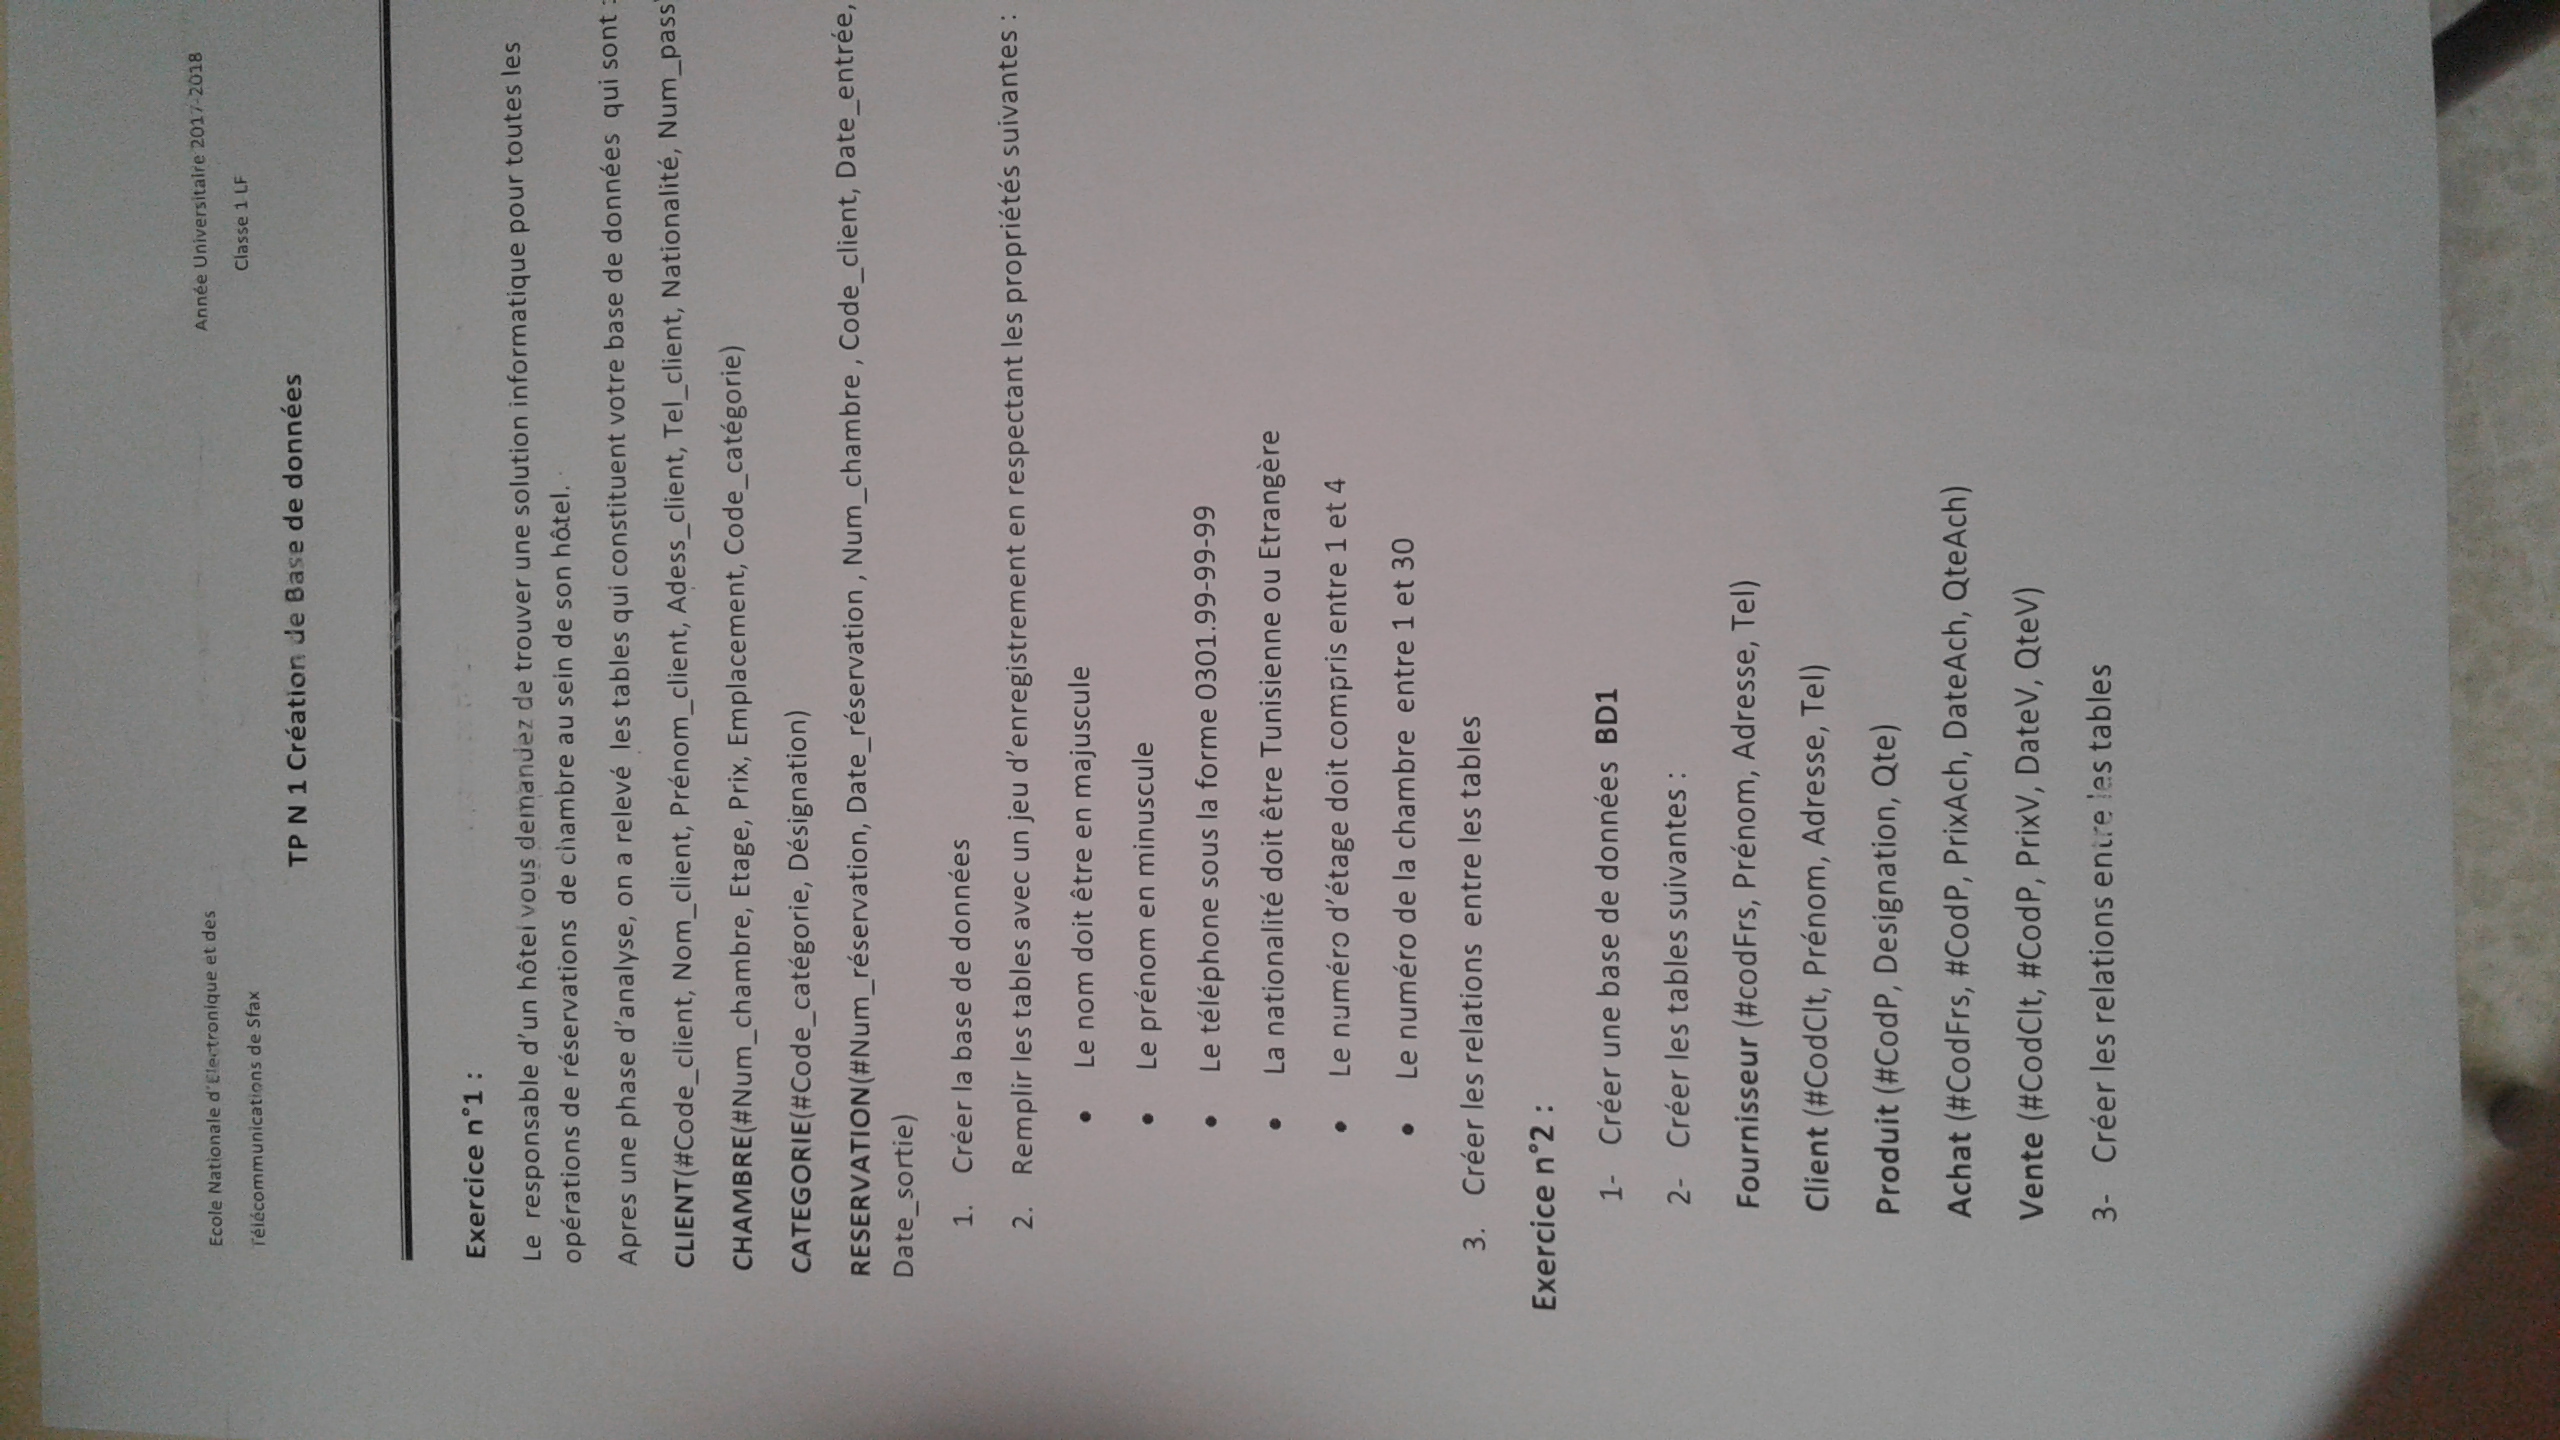 Ecole Nationale d'Electronique et des
Année Universitaire 2017-2018
Télécommunications de Sfax
Classe 1 LF
TP N 1 Création de Base de données
Exercice n°1 :
Le responsable d'un hôtel vous demandez de trouver une solution informatique pour toutes les
opérations de réservations de chambre au sein de son hôtel.
Apres une phase d'analyse, on a relevé les tables qui constituent votre base de données qui sont :
CLIENT(#Code_client, Nom_client, Prénom_client, Adess_client, Tel_client, Nationalité, Num_pass)
CHAMBRE(#Num_chambre, Etage, Prix, Emplacement, Code_catégorie)
CATEGORIE(#Code_catégorie, Désignation)
RESERVATION(#Num_réservation, Date_réservation , Num_chambre , Code_client, Date_entrée,
Date_sortie)
1. Créer la base de données
2. Remplir les tables avec un jeu d'enregistrement en respectant les propriétés suivantes :
• Le nom doit être en majuscule
• Le prénom en minuscule
• Le téléphone sous la forme 0301.99-99-99
• La nationalité doit être Tunisienne ou Etrangère
• Le numéro d'étage doit compris entre 1 et 4
• Le numéro de la chambre entre 1 et 30
3. Créer les relations entre les tables
Exercice n°2 :
1- Créer une base de données BD1
2- Créer les tables suivantes :
Fournisseur (#codFrs, Prénom, Adresse, Tel)
Client (#CodClt, Prénom, Adresse, Tel)
Produit (#CodP, Designation, Qte)
Achat (#CodFrs, #CodP, PrixAch, DateAch, QteAch)
Vente (#CodClt, #CodP, PrixV, DateV, QteV)
3- Créer les relations entre les tables